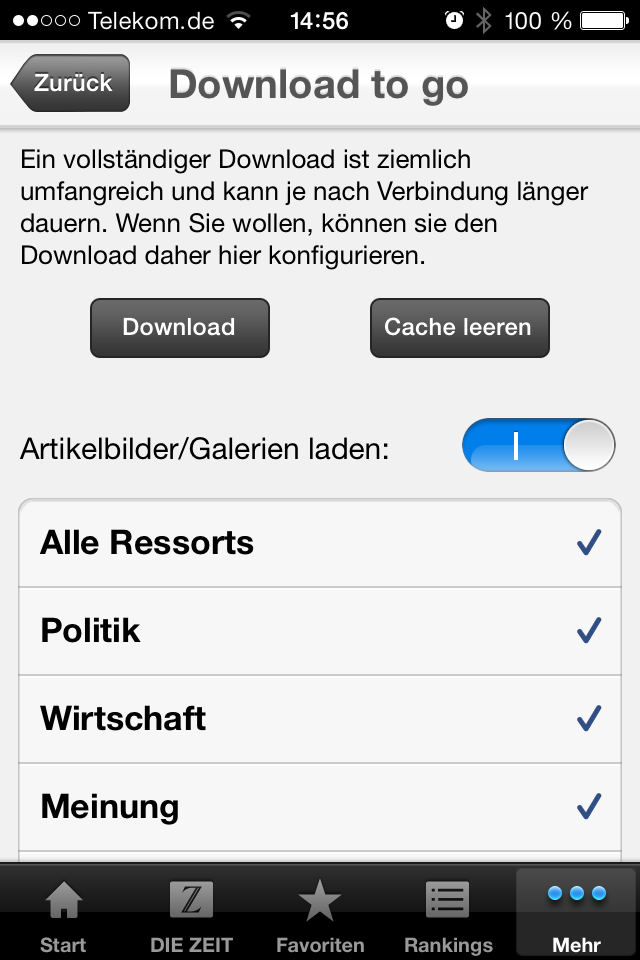 Telekom.de 14:56 100 %
Zurück Download to go
Ein vollständiger Download ist ziemlich
umfangreich und kann je nach Verbindung länger
dauern. Wenn Sie wollen, können sie den
Download daher hier konfigurieren.
Download Cache leeren
Artikelbilder/Galerien laden:
Alle Ressorts
Politik
Wirtschaft
Meinung
Z
Start DIE ZEIT Favoriten Rankings Mehr